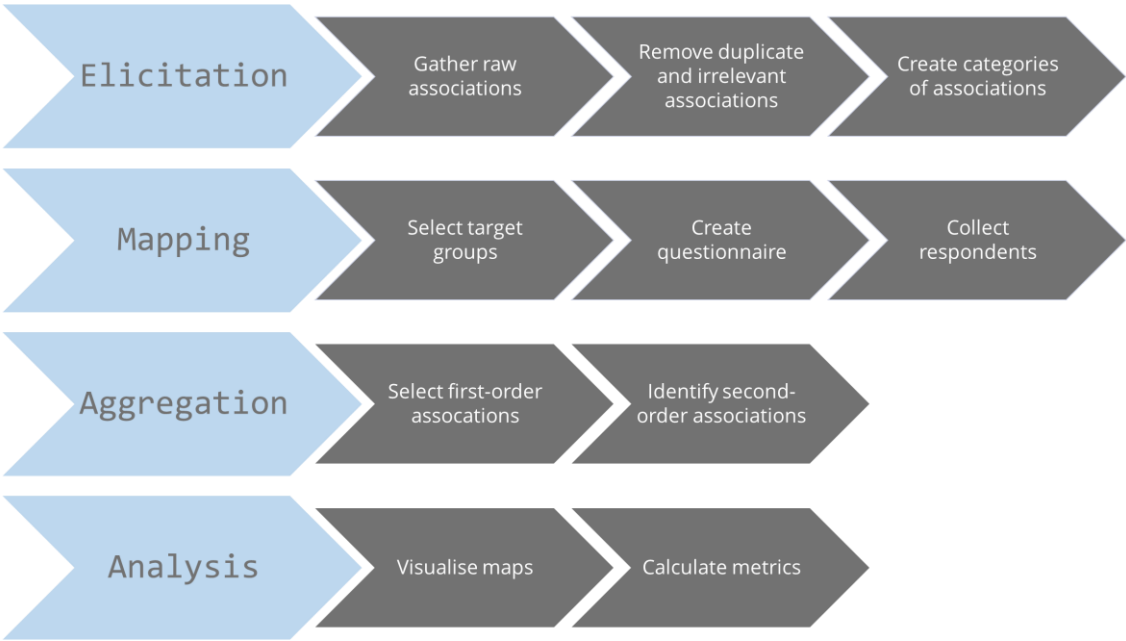 Elicitation
Gather raw
associations
Remove duplicate
and irrelevant
associations
Create categories
of associations
Mapping
Select target
groups
Create
questionnaire
Collect
respondents
Aggregation
Select first-order
assocations
Identify second-
order associations
Analysis
Visualise maps
Calculate metrics